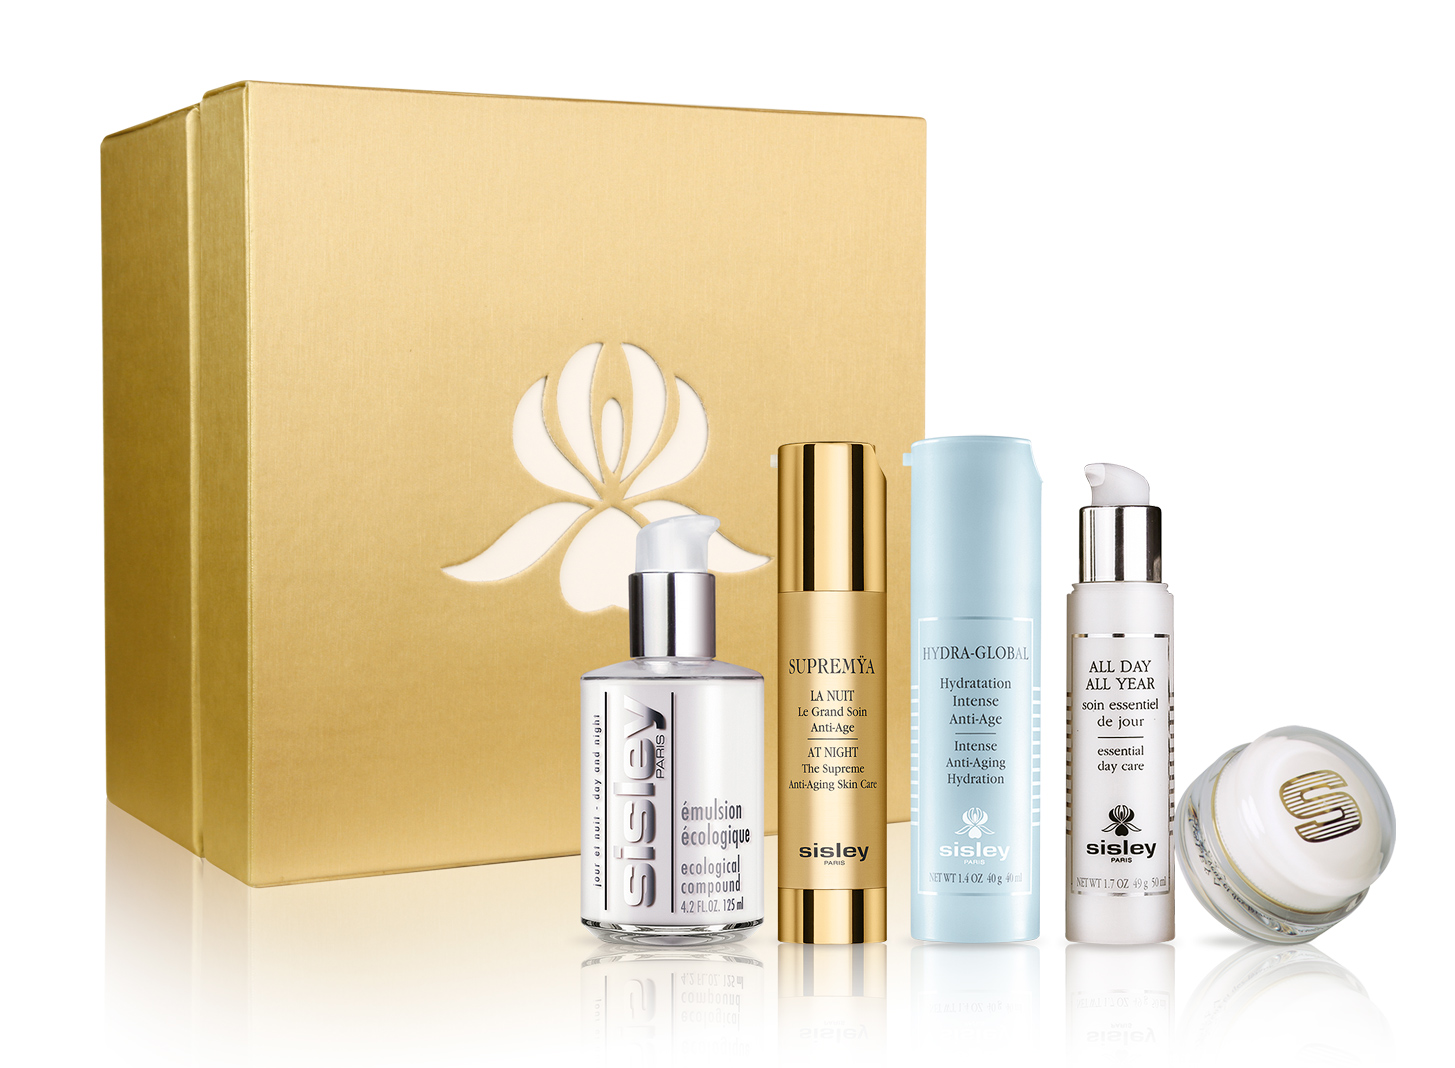 jour et nuit - day and night
sisley
PARIS
émulsion
écologique
ecological
compound
4.2 FL.OZ. 125 ml
SUPREMŸA
LA NUIT
Le Grand Soin
Anti-Age
AT NIGHT
The Supreme
Anti-Aging Skin Care
sisley
PARIS
HYDRA-GLOBAL
Hydratation
Intense
Anti-Age
Intense
Anti-Aging
Hydration
sisley
PARIS
NET WT 1.4 OZ 40 g 40 ml
ALL DAY
ALL YEAR
soin essentiel
de jour
essential
day care
sisley
PARIS
NET WT 1.7 OZ 49 g 50 ml
S